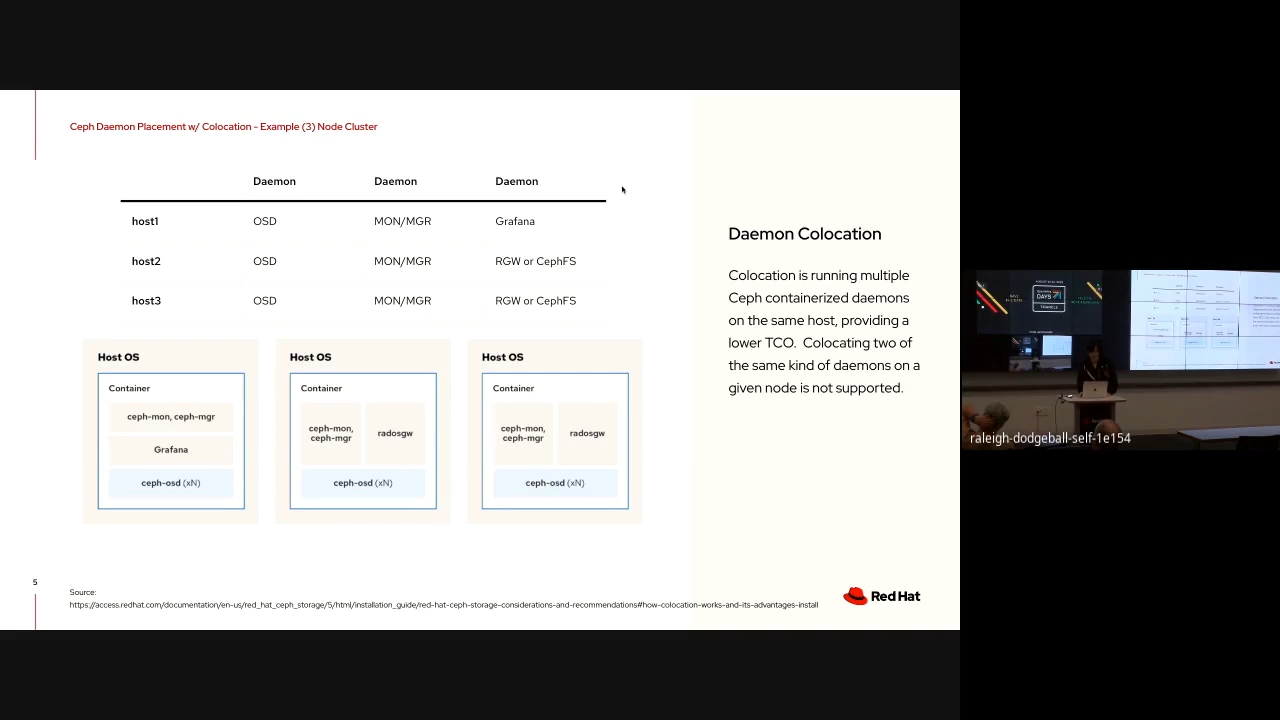 Ceph Daemon Placement w/ Colocation - Example (3) Node Cluster
Daemon Daemon Daemon
host1 OSD MON/MGR Grafana
host2 OSD MON/MGR RGW or CephFS
host3 OSD MON/MGR RGW or CephFS
Host OS
Container
ceph-mon, ceph-mgr
Grafana
ceph-osd (xN)
Host OS
Container
ceph-mon,
ceph-mgr
radosgw
ceph-osd (xN)
Host OS
Container
ceph-mon,
ceph-mgr
radosgw
ceph-osd (xN)
Daemon Colocation
Colocation is running multiple
Ceph containerized daemons
on the same host, providing a
lower TCO. Colocating two of
the same kind of daemons on a
given node is not supported.
5
Source:
https://access.redhat.com/documentation/en-us/red_hat_ceph_storage/5/html/installation_guide/red-hat-ceph-storage-considerations-and-recommendations#how-colocation-works-and-its-advantages-install
Red Hat
DAYS
raleigh-dodgeball-self-1e154